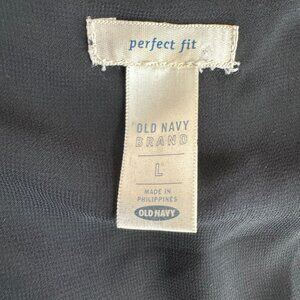 perfect fit
OLD NAVY
BRAND
L
MADE IN
PHILIPPINES
OLD NAVY